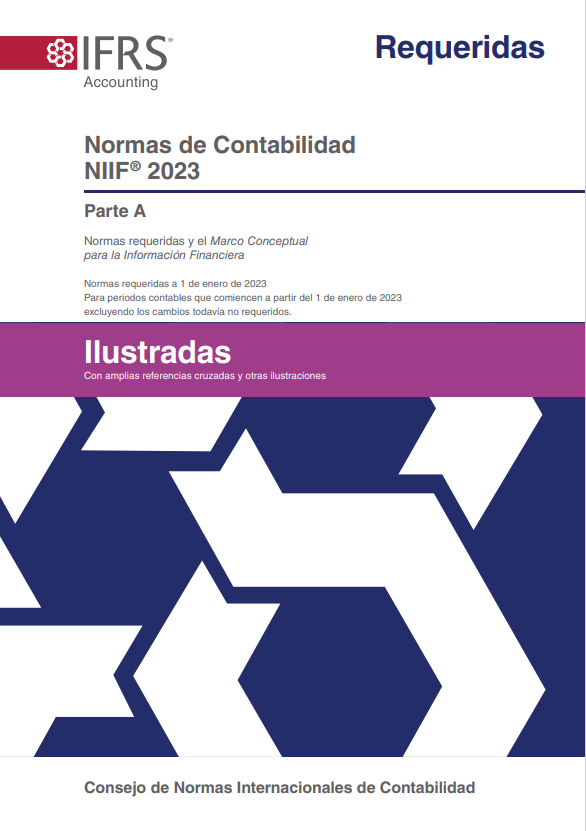 IFRS®
Accounting
Requeridas
Normas de Contabilidad
NIIF® 2023
Parte A
Normas requeridas y el Marco Conceptual
para la Información Financiera
Normas requeridas a 1 de enero de 2023
Para periodos contables que comiencen a partir del 1 de enero de 2023
excluyendo los cambios todavía no requeridos.
Ilustradas
Con amplias referencias cruzadas y otras ilustraciones
Consejo de Normas Internacionales de Contabilidad